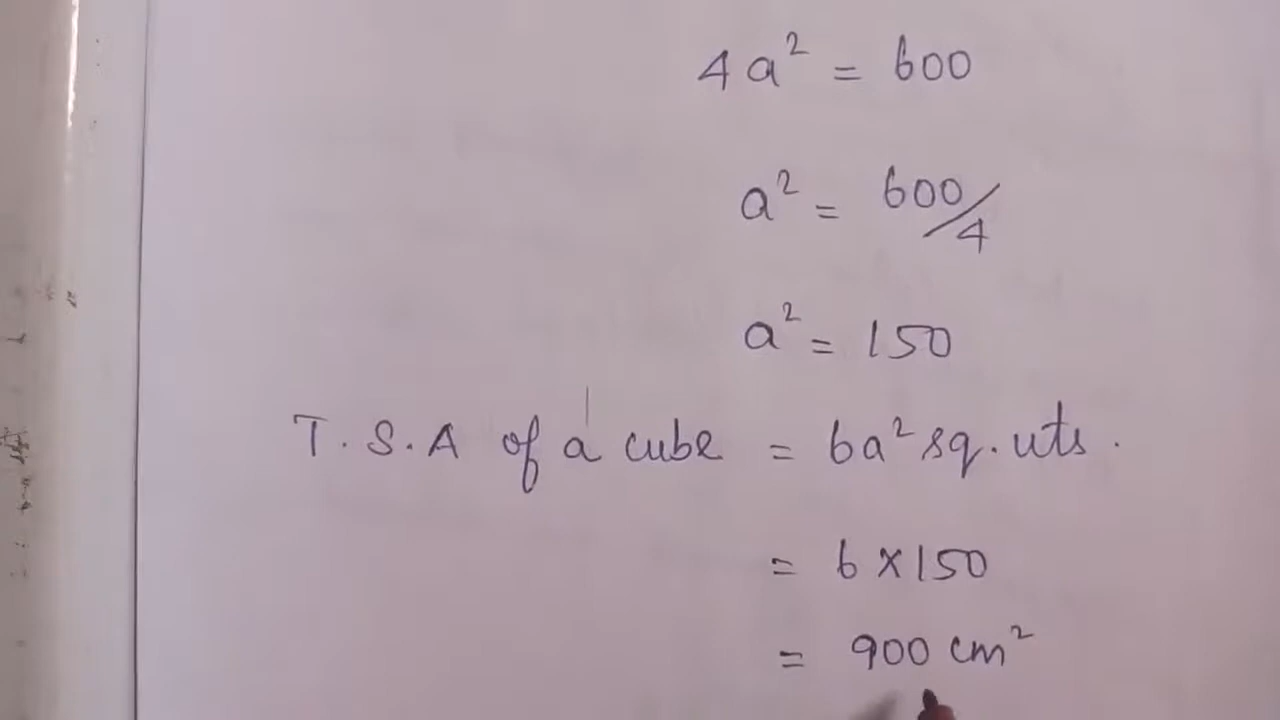 4a² = 600
a² = 600/4
a² = 150
T.S.A of a cube = 6a² sq.uts.
= 6 × 150
= 900 cm²